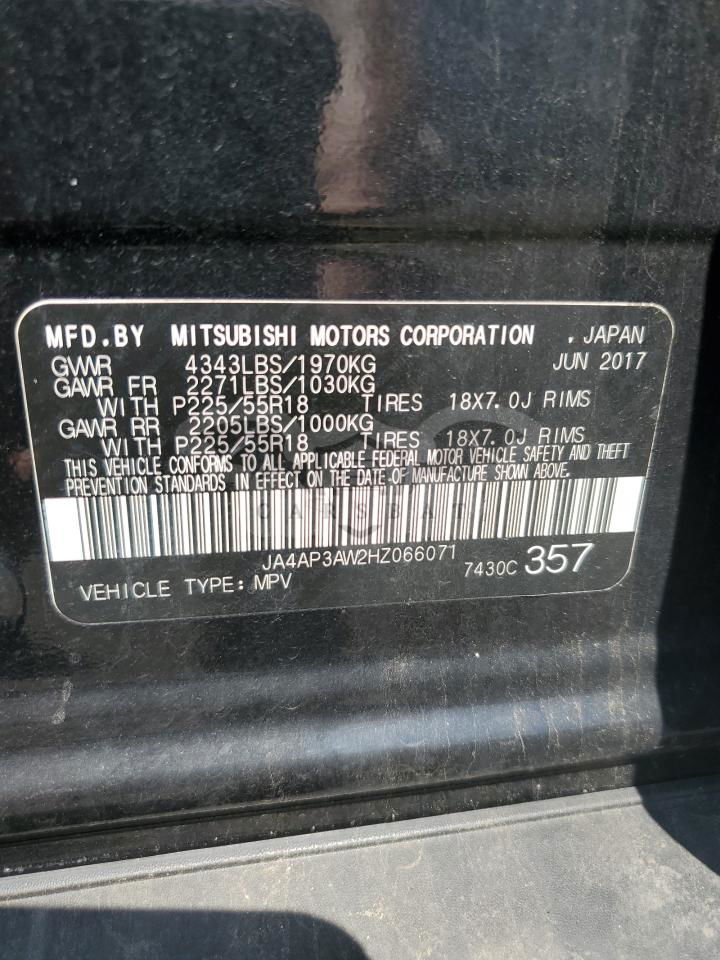 MFD.BY MITSUBISHI MOTORS CORPORATION . JAPAN
GVWR 4343LBS/1970KG JUN 2017
GAWR FR 2271LBS/1030KG
WITH P225/55R18 TIRES 18X7.0J RIMS
GAWR RR 2205LBS/1000KG
WITH P225/55R18 TIRES 18X7.0J RIMS
THIS VEHICLE CONFORMS TO ALL APPLICABLE FEDERAL MOTOR VEHICLE SAFETY AND THEFT
PREVENTION STANDARDS IN EFFECT ON THE DATE OF MANUFACTURE SHOWN ABOVE.
JA4AP3AW2HZ066071
VEHICLE TYPE: MPV 7430C 357